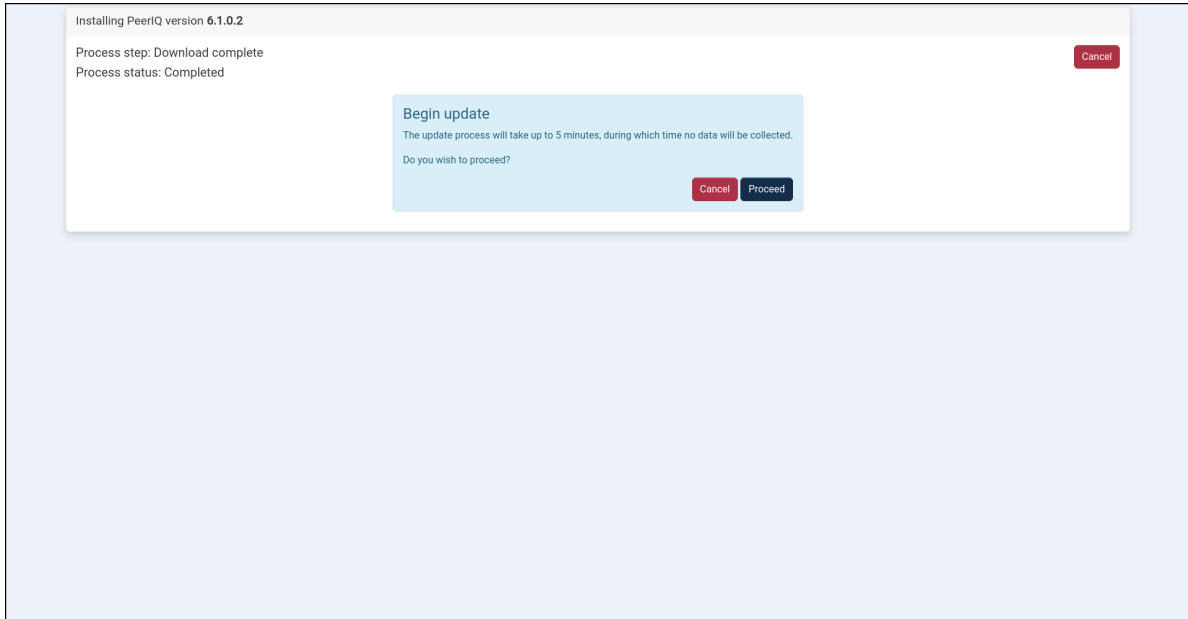 Installing PeerIQ version 6.1.0.2
Process step: Download complete
Process status: Completed
Cancel
Begin update
The update process will take up to 5 minutes, during which time no data will be collected.
Do you wish to proceed?
Cancel Proceed